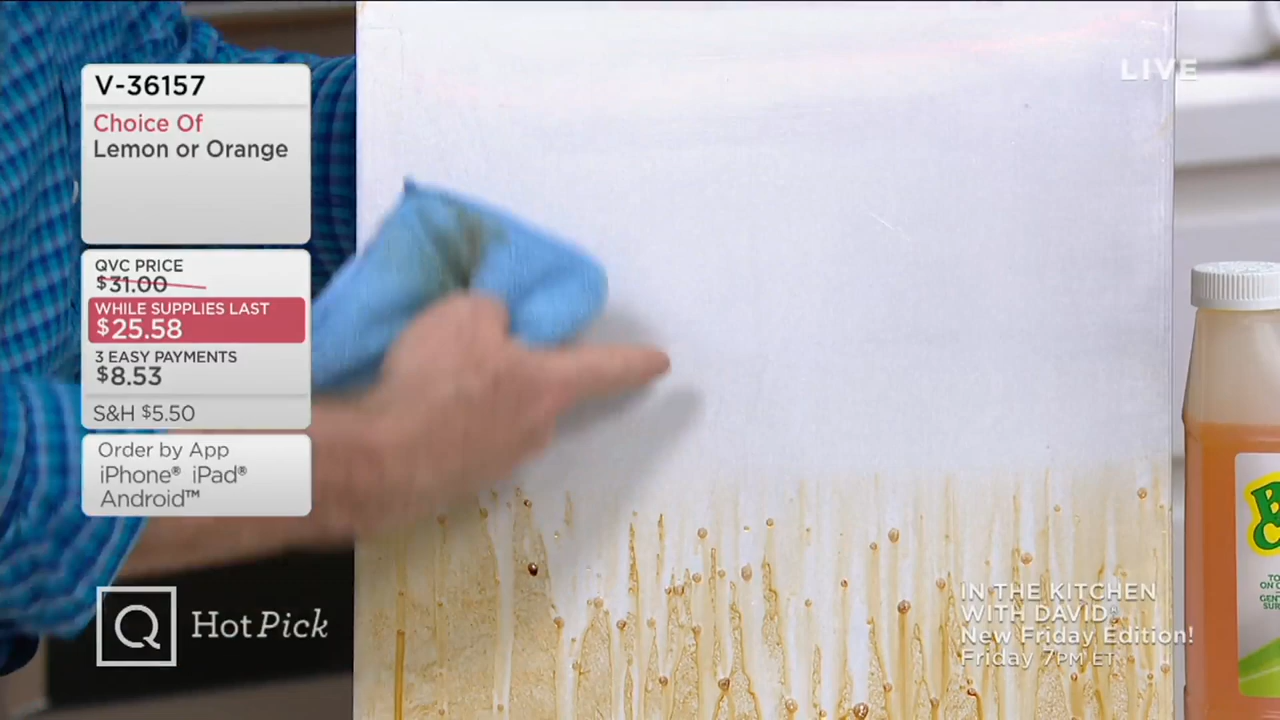 V-36157
Choice Of
Lemon or Orange
QVC PRICE
$31.00
WHILE SUPPLIES LAST
$25.58
3 EASY PAYMENTS
$8.53
S&H $5.50
Order by App
iPhone® iPad®
Android™
Q HotPick
LIVE
IN THE KITCHEN
WITH DAVID®
New Friday Edition!
Friday 7PM ET